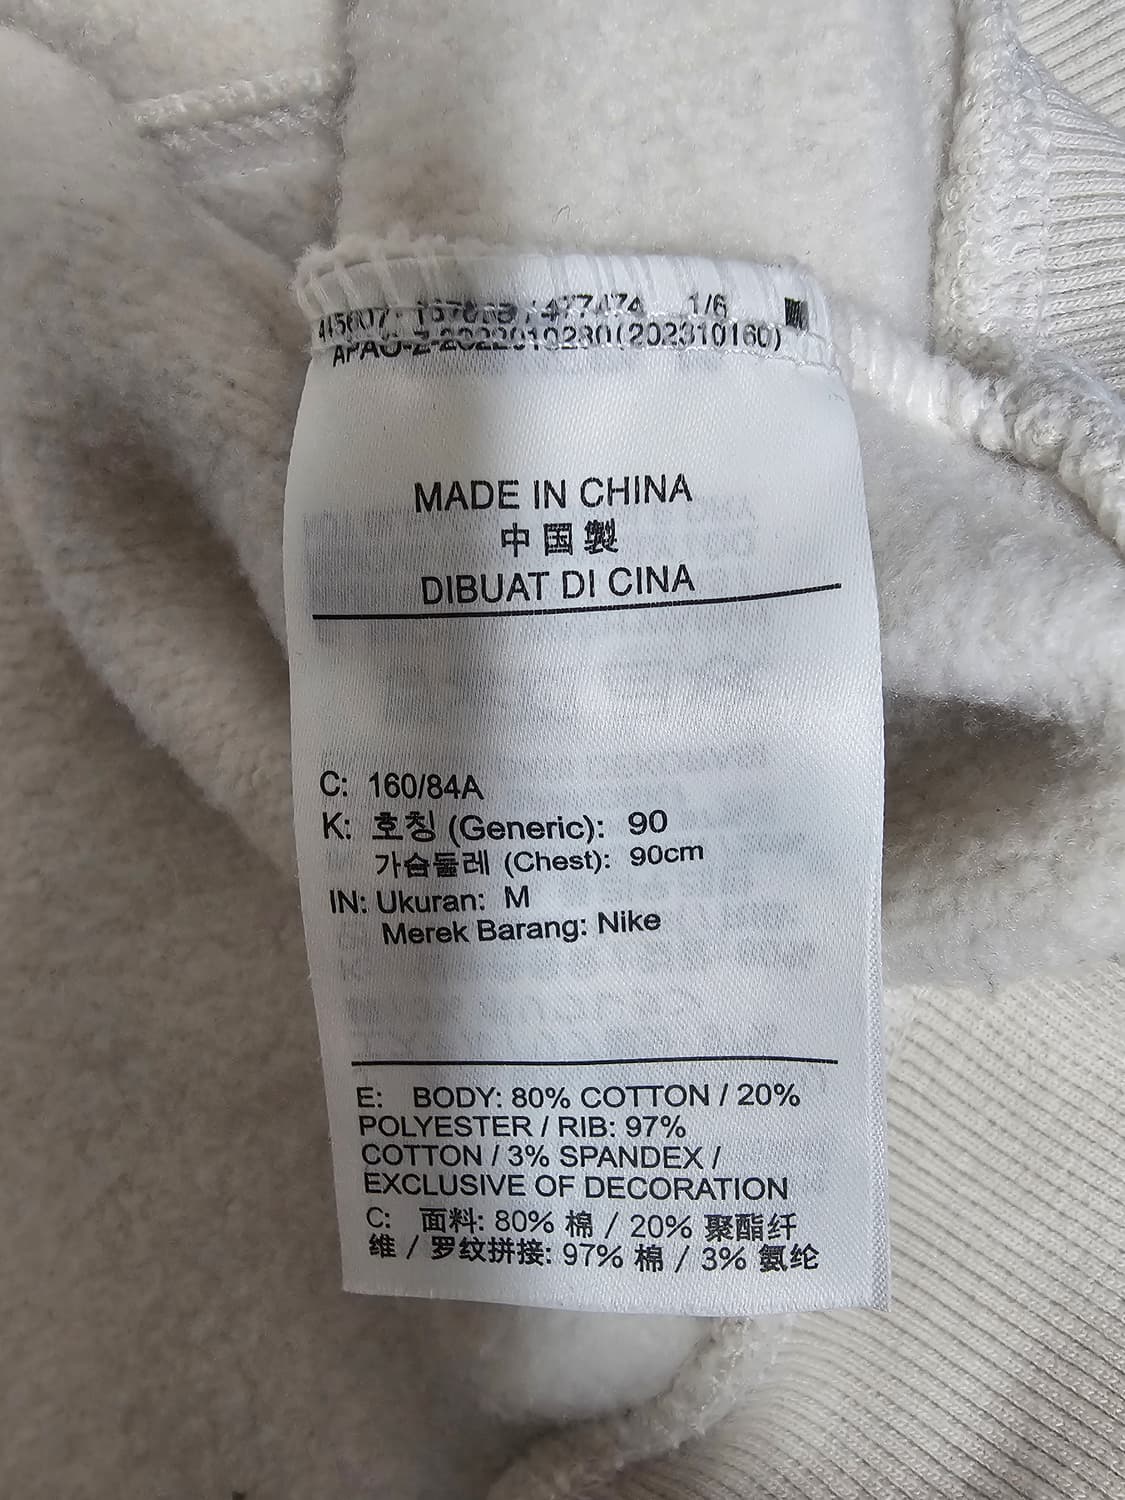 1/6
MADE IN CHINA
中国製
DIBUAT DI CINA
C: 160/84A
K: 호칭 (Generic): 90
가슴둘레 (Chest): 90cm
IN: Ukuran: M
Merek Barang: Nike
E: BODY: 80% COTTON / 20%
POLYESTER / RIB: 97%
COTTON / 3% SPANDEX /
EXCLUSIVE OF DECORATION
C: 面料: 80% 棉 / 20% 聚酯纤
维 / 罗纹拼接: 97% 棉 / 3% 氨纶